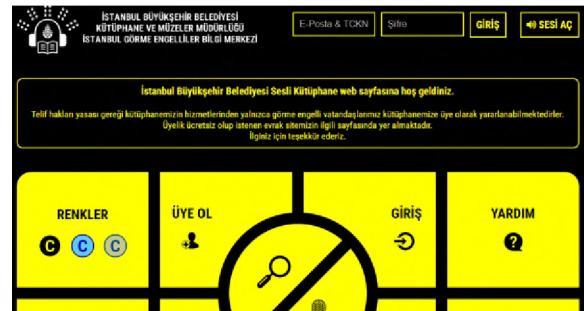 İSTANBUL BÜYÜKŞEHİR BELEDİYESİ
KÜTÜPHANE VE MÜZELER MÜDÜRLÜĞÜ
İSTANBUL GÖRME ENGELLİLER BİLGİ MERKEZİ
E-Posta & TCKN
Şifre
GİRİŞ
SESİ AÇ
İstanbul Büyükşehir Belediyesi Sesli Kütüphane web sayfasına hoş geldiniz.
Telif hakları yasası gereği kütüphanemizin hizmetlerinden yalnızca görme engelli vatandaşlarımız kütüphanemize üye olarak yararlanabilmektedirler.
Üyelik ücretsiz olup istenen evrak sitemizin ilgili sayfasında yer almaktadır.
İlginiz için teşekkür ederiz.
RENKLER
ÜYE OL
GİRİŞ
YARDIM
C C C